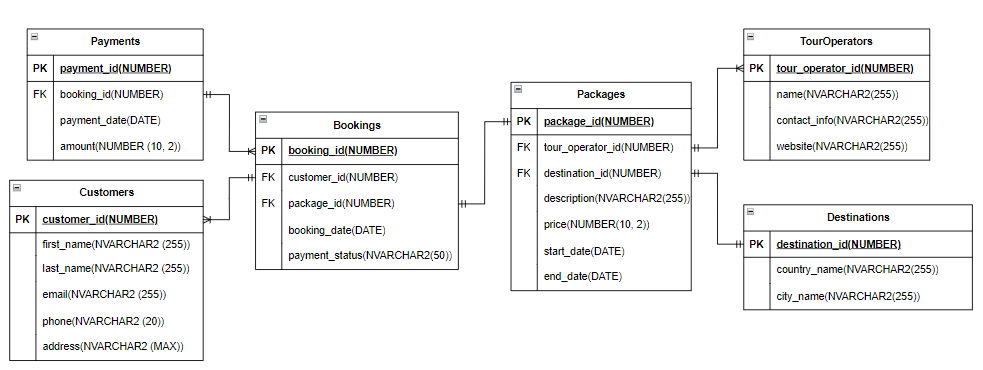 Payments
PK payment_id(NUMBER)
FK booking_id(NUMBER)
payment_date(DATE)
amount(NUMBER (10, 2))
Customers
PK customer_id(NUMBER)
first_name(NVARCHAR2 (255))
last_name(NVARCHAR2 (255))
email(NVARCHAR2 (255))
phone(NVARCHAR2 (20))
address(NVARCHAR2 (MAX))
Bookings
PK booking_id(NUMBER)
FK customer_id(NUMBER)
FK package_id(NUMBER)
booking_date(DATE)
payment_status(NVARCHAR2(50))
Packages
PK package_id(NUMBER)
FK tour_operator_id(NUMBER)
FK destination_id(NUMBER)
description(NVARCHAR2(255))
price(NUMBER(10, 2))
start_date(DATE)
end_date(DATE)
TourOperators
PK tour_operator_id(NUMBER)
name(NVARCHAR2(255))
contact_info(NVARCHAR2(255))
website(NVARCHAR2(255))
Destinations
PK destination_id(NUMBER)
country_name(NVARCHAR2(255))
city_name(NVARCHAR2(255))